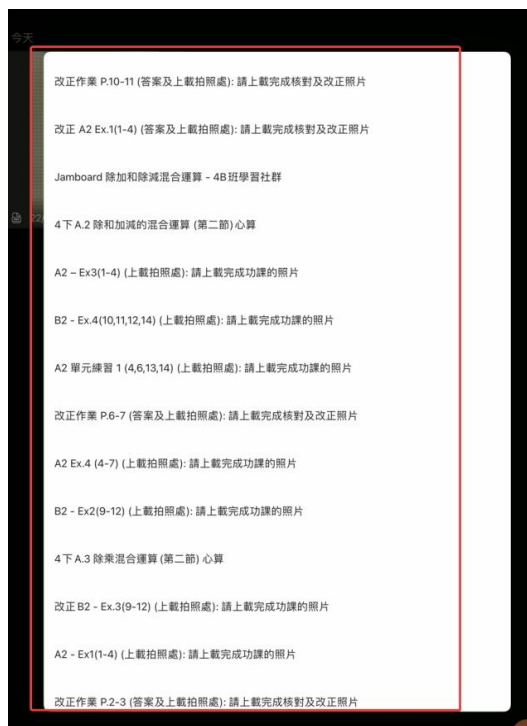 今天
改正作業 P.10-11 (答案及上載拍照處): 請上載完成核對及改正照片
改正 A2 Ex.1(1-4) (答案及上載拍照處): 請上載完成核對及改正照片
Jamboard 除加和除減混合運算 - 4B班學習社群
22/
4下 A.2 除和加減的混合運算 (第二節) 心算
A2 – Ex3(1-4) (上載拍照處): 請上載完成功課的照片
B2 - Ex.4(10,11,12,14) (上載拍照處): 請上載完成功課的照片
A2 單元練習 1 (4,6,13,14) (上載拍照處): 請上載完成功課的照片
改正作業 P.6-7 (答案及上載拍照處): 請上載完成核對及改正照片
A2 Ex.4 (4-7) (上載拍照處): 請上載完成功課的照片
B2 - Ex2(9-12) (上載拍照處): 請上載完成功課的照片
4下 A.3 除乘混合運算 (第二節) 心算
改正 B2 - Ex.3(9-12) (上載拍照處): 請上載完成功課的照片
A2 - Ex1(1-4) (上載拍照處): 請上載完成功課的照片
改正作業 P.2-3 (答案及上載拍照處): 請上載完成核對及改正照片